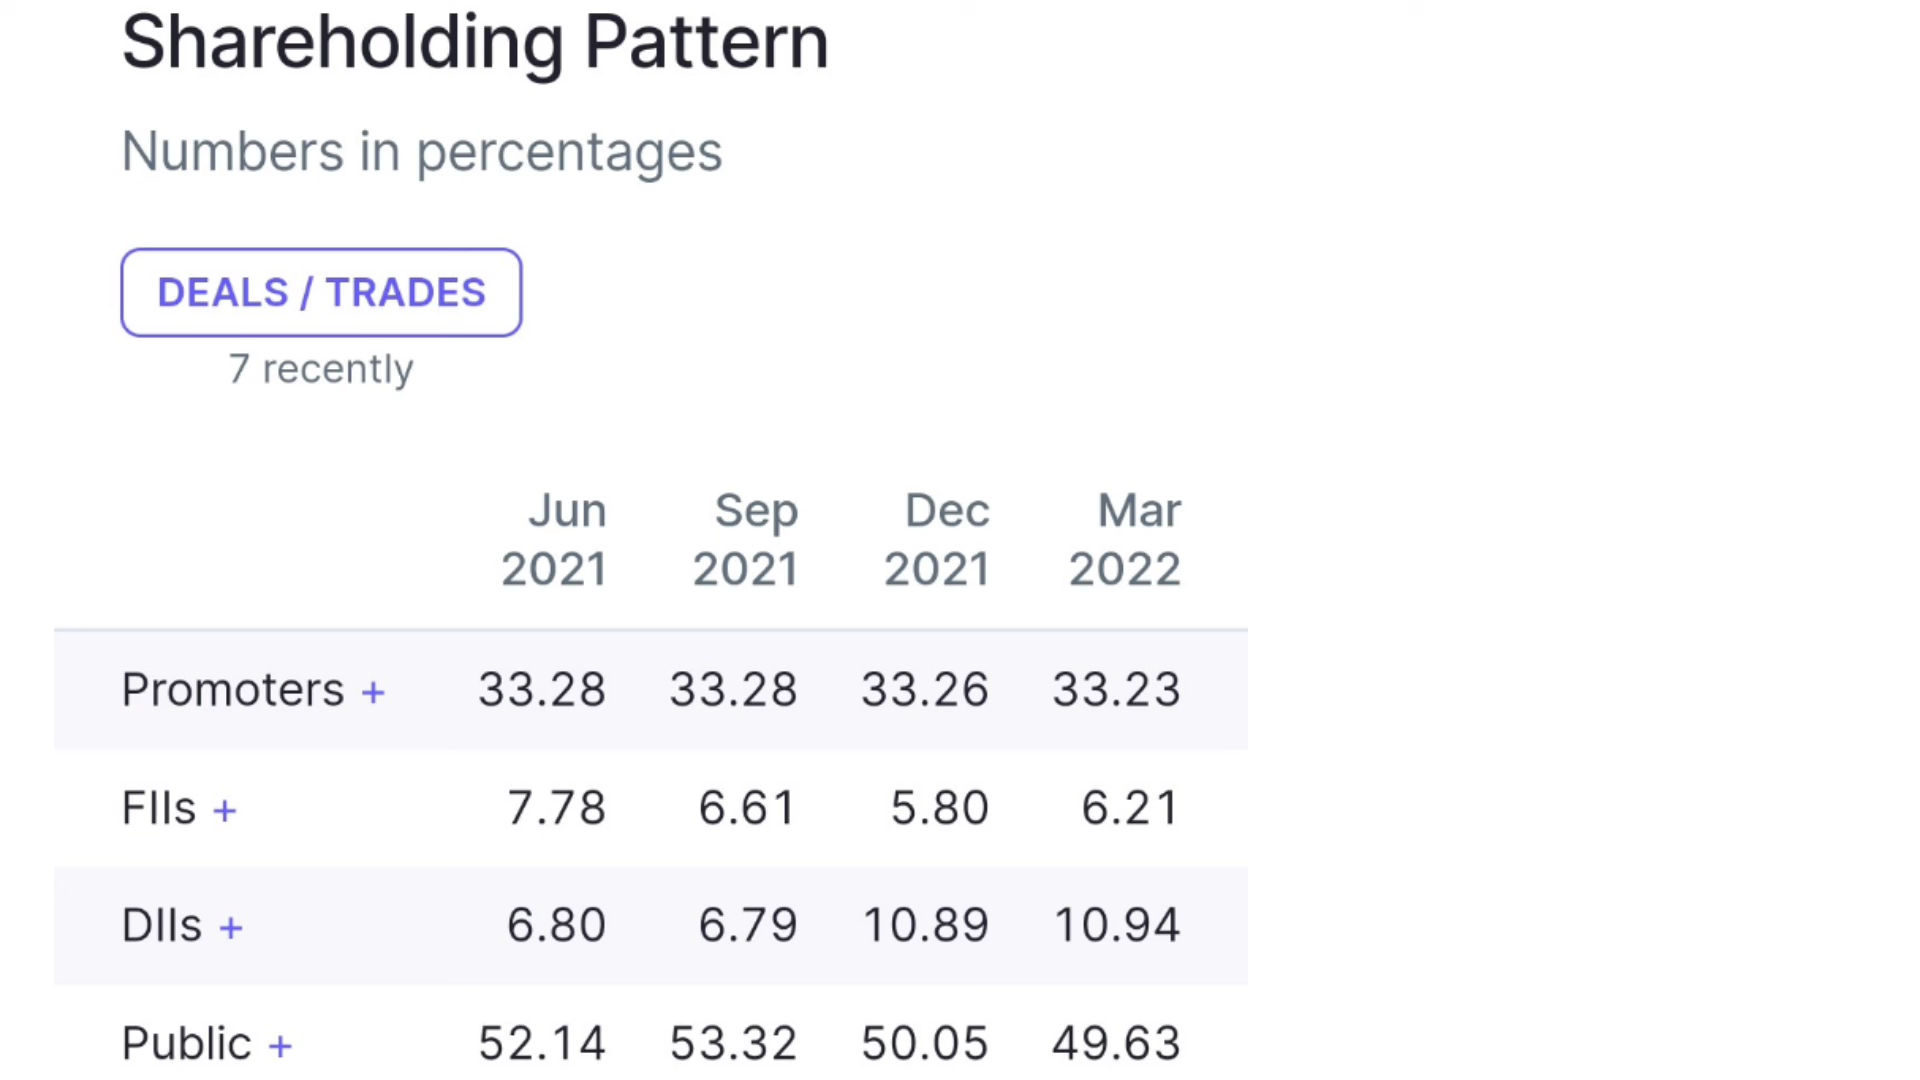 Shareholding Pattern
Numbers in percentages
DEALS / TRADES
7 recently
Jun 2021 Sep 2021 Dec 2021 Mar 2022
Promoters + 33.28 33.28 33.26 33.23
FIIs + 7.78 6.61 5.80 6.21
DIIs + 6.80 6.79 10.89 10.94
Public + 52.14 53.32 50.05 49.63